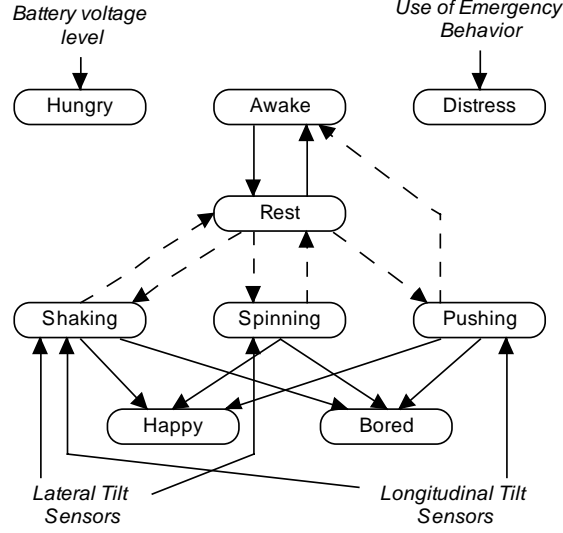 Battery voltage
level
Use of Emergency
Behavior
Hungry
Awake
Distress
Rest
Shaking
Spinning
Pushing
Happy
Bored
Lateral Tilt
Sensors
Longitudinal Tilt
Sensors